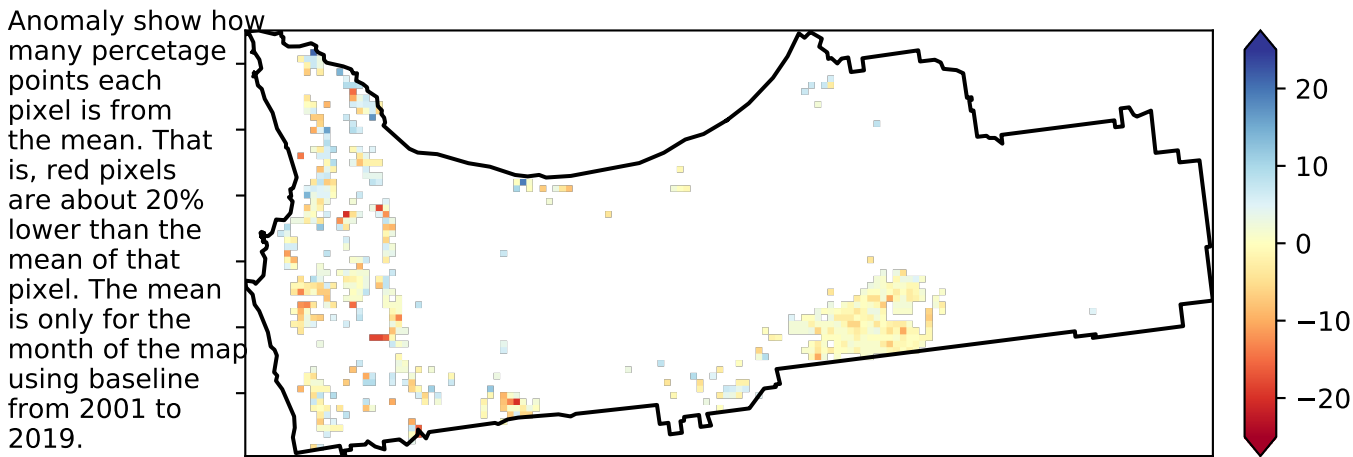 Anomaly show how
many percetage
points each
pixel is from
the mean. That
is, red pixels
are about 20%
lower than the
mean of that
pixel. The mean
is only for the
month of the map
using baseline
from 2001 to
2019.
20
10
0
−10
−20